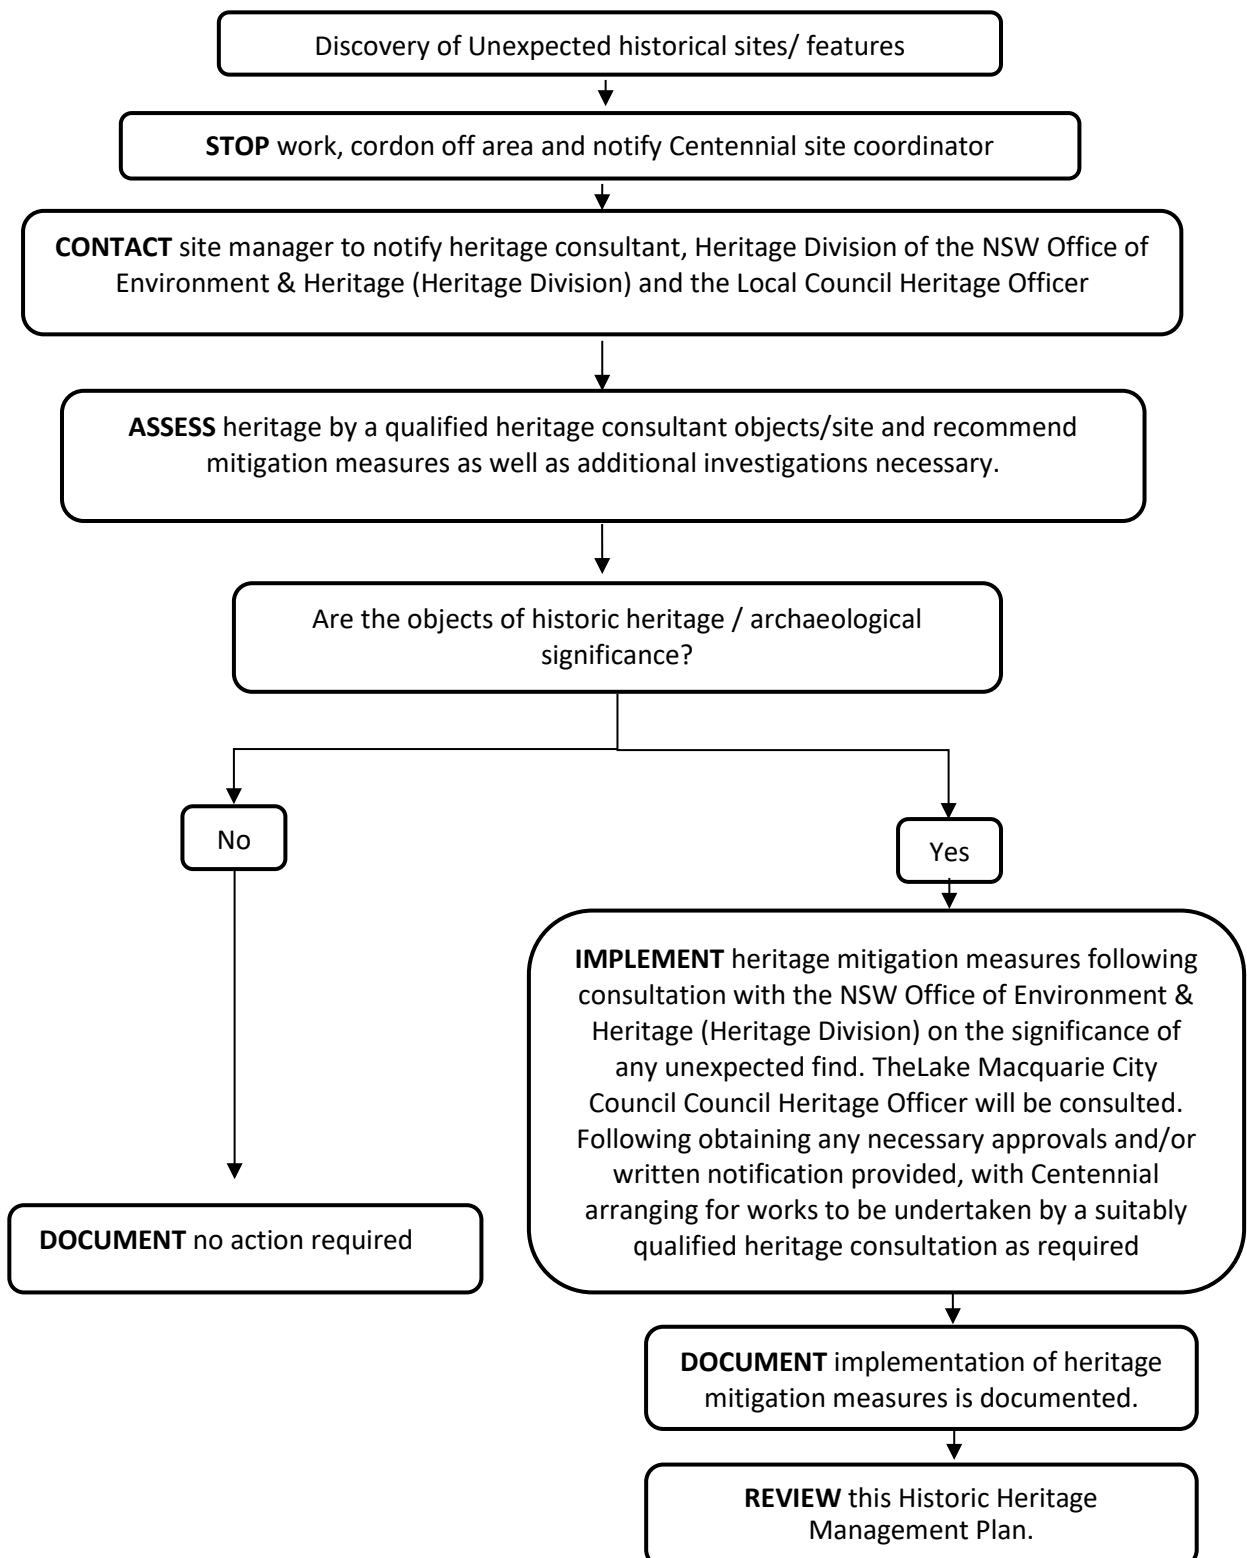 Discovery of Unexpected historical sites/ features
STOP work, cordon off area and notify Centennial site coordinator
CONTACT site manager to notify heritage consultant, Heritage Division of the NSW Office of
Environment & Heritage (Heritage Division) and the Local Council Heritage Officer
ASSESS heritage by a qualified heritage consultant objects/site and recommend
mitigation measures as well as additional investigations necessary.
Are the objects of historic heritage / archaeological
significance?
No
Yes
IMPLEMENT heritage mitigation measures following
consultation with the NSW Office of Environment &
Heritage (Heritage Division) on the significance of
any unexpected find. TheLake Macquarie City
Council Council Heritage Officer will be consulted.
Following obtaining any necessary approvals and/or
written notification provided, with Centennial
arranging for works to be undertaken by a suitably
qualified heritage consultation as required
DOCUMENT no action required
DOCUMENT implementation of heritage
mitigation measures is documented.
REVIEW this Historic Heritage
Management Plan.